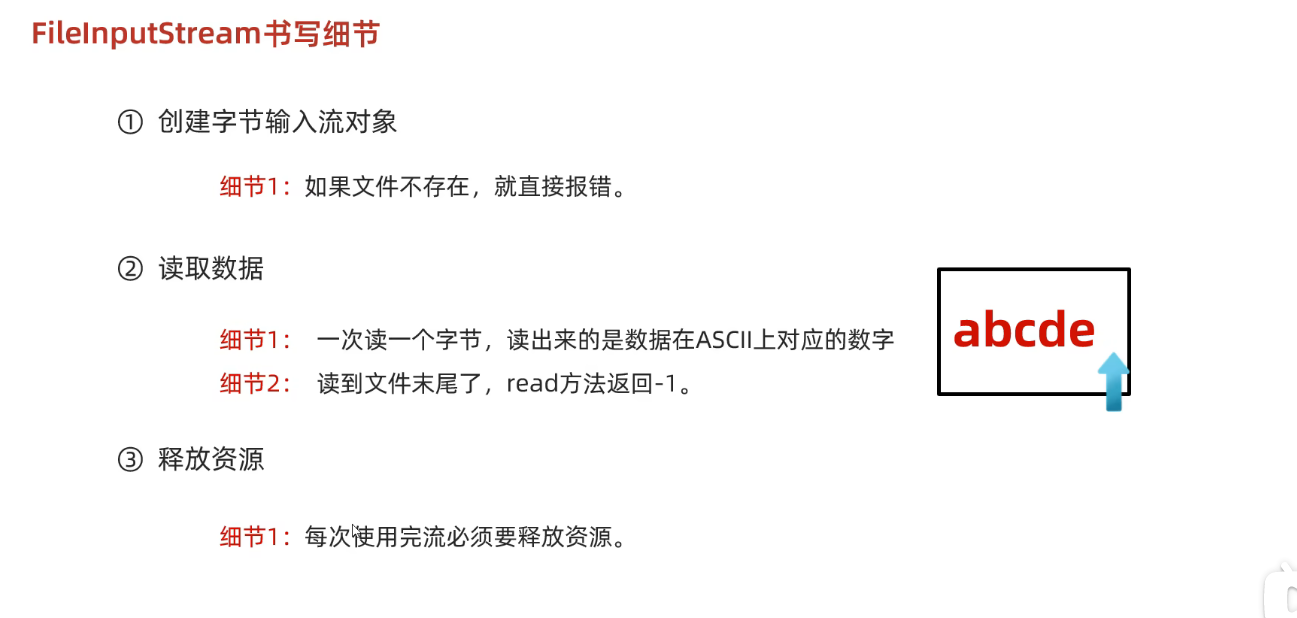 FileInputStream书写细节
① 创建字节输入流对象
细节1：如果文件不存在，就直接报错。
② 读取数据
细节1： 一次读一个字节，读出来的是数据在ASCII上对应的数字
细节2： 读到文件末尾了，read方法返回-1。
abcde
③ 释放资源
细节1：每次使用完流必须要释放资源。